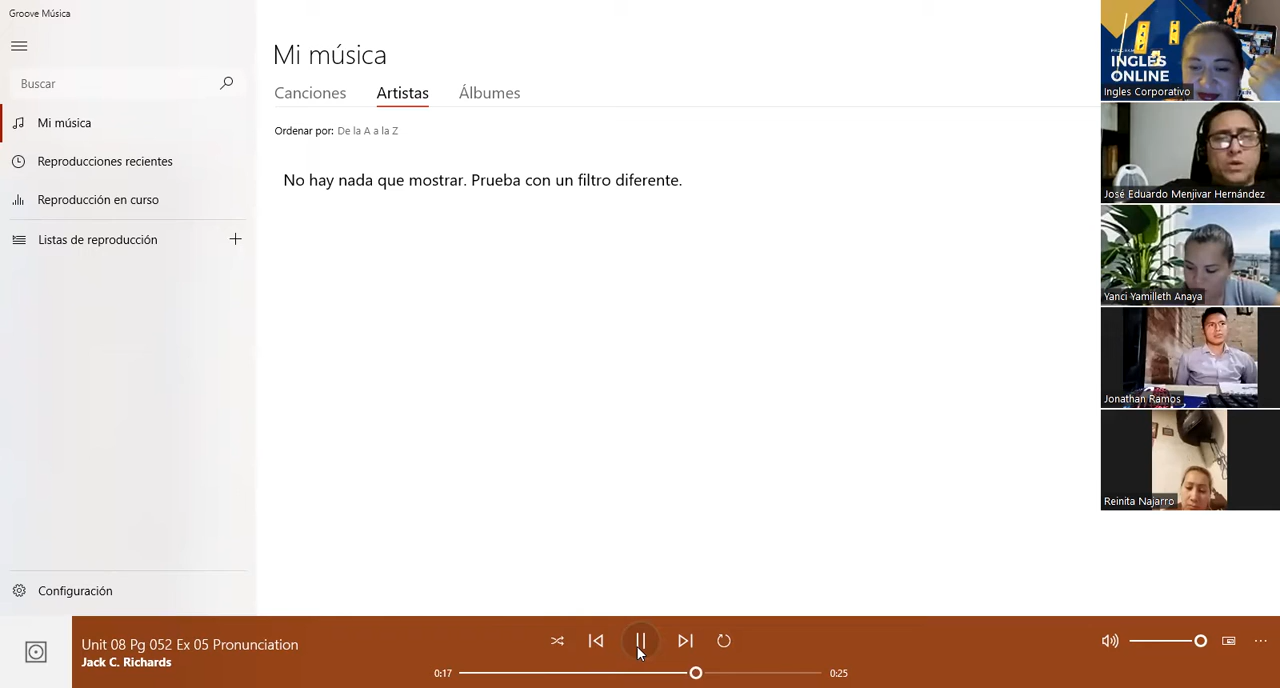 Groove Música
Buscar
Mi música
Reproducciones recientes
Reproducción en curso
Listas de reproducción
Configuración
Mi música
Canciones Artistas Álbumes
Ordenar por: De la A a la Z
No hay nada que mostrar. Prueba con un filtro diferente.
INGLES
ONLINE
Ingles Corporativo
José Eduardo Menjivar Hernández
Yanci Yamilleth Anaya
Jonathan Ramos
Reinita Najarro
Unit 08 Pg 052 Ex 05 Pronunciation
Jack C. Richards
0:17
0:25